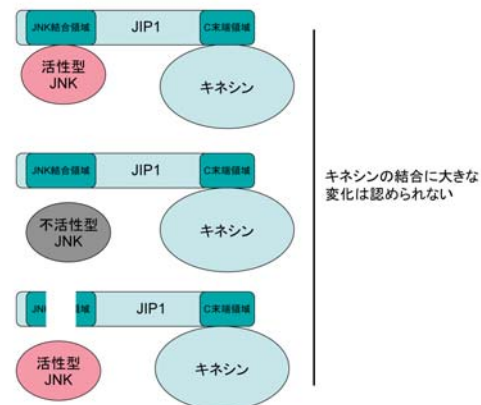 JNK結合領域 JIP1 C末端領域
活性型
JNK
キネシン
JNK結合領域 JIP1 C末端領域
不活性型
JNK
キネシン
キネシンの結合に大きな
変化は認められない
JN 領域 JIP1 C末端領域
活性型
JNK
キネシン